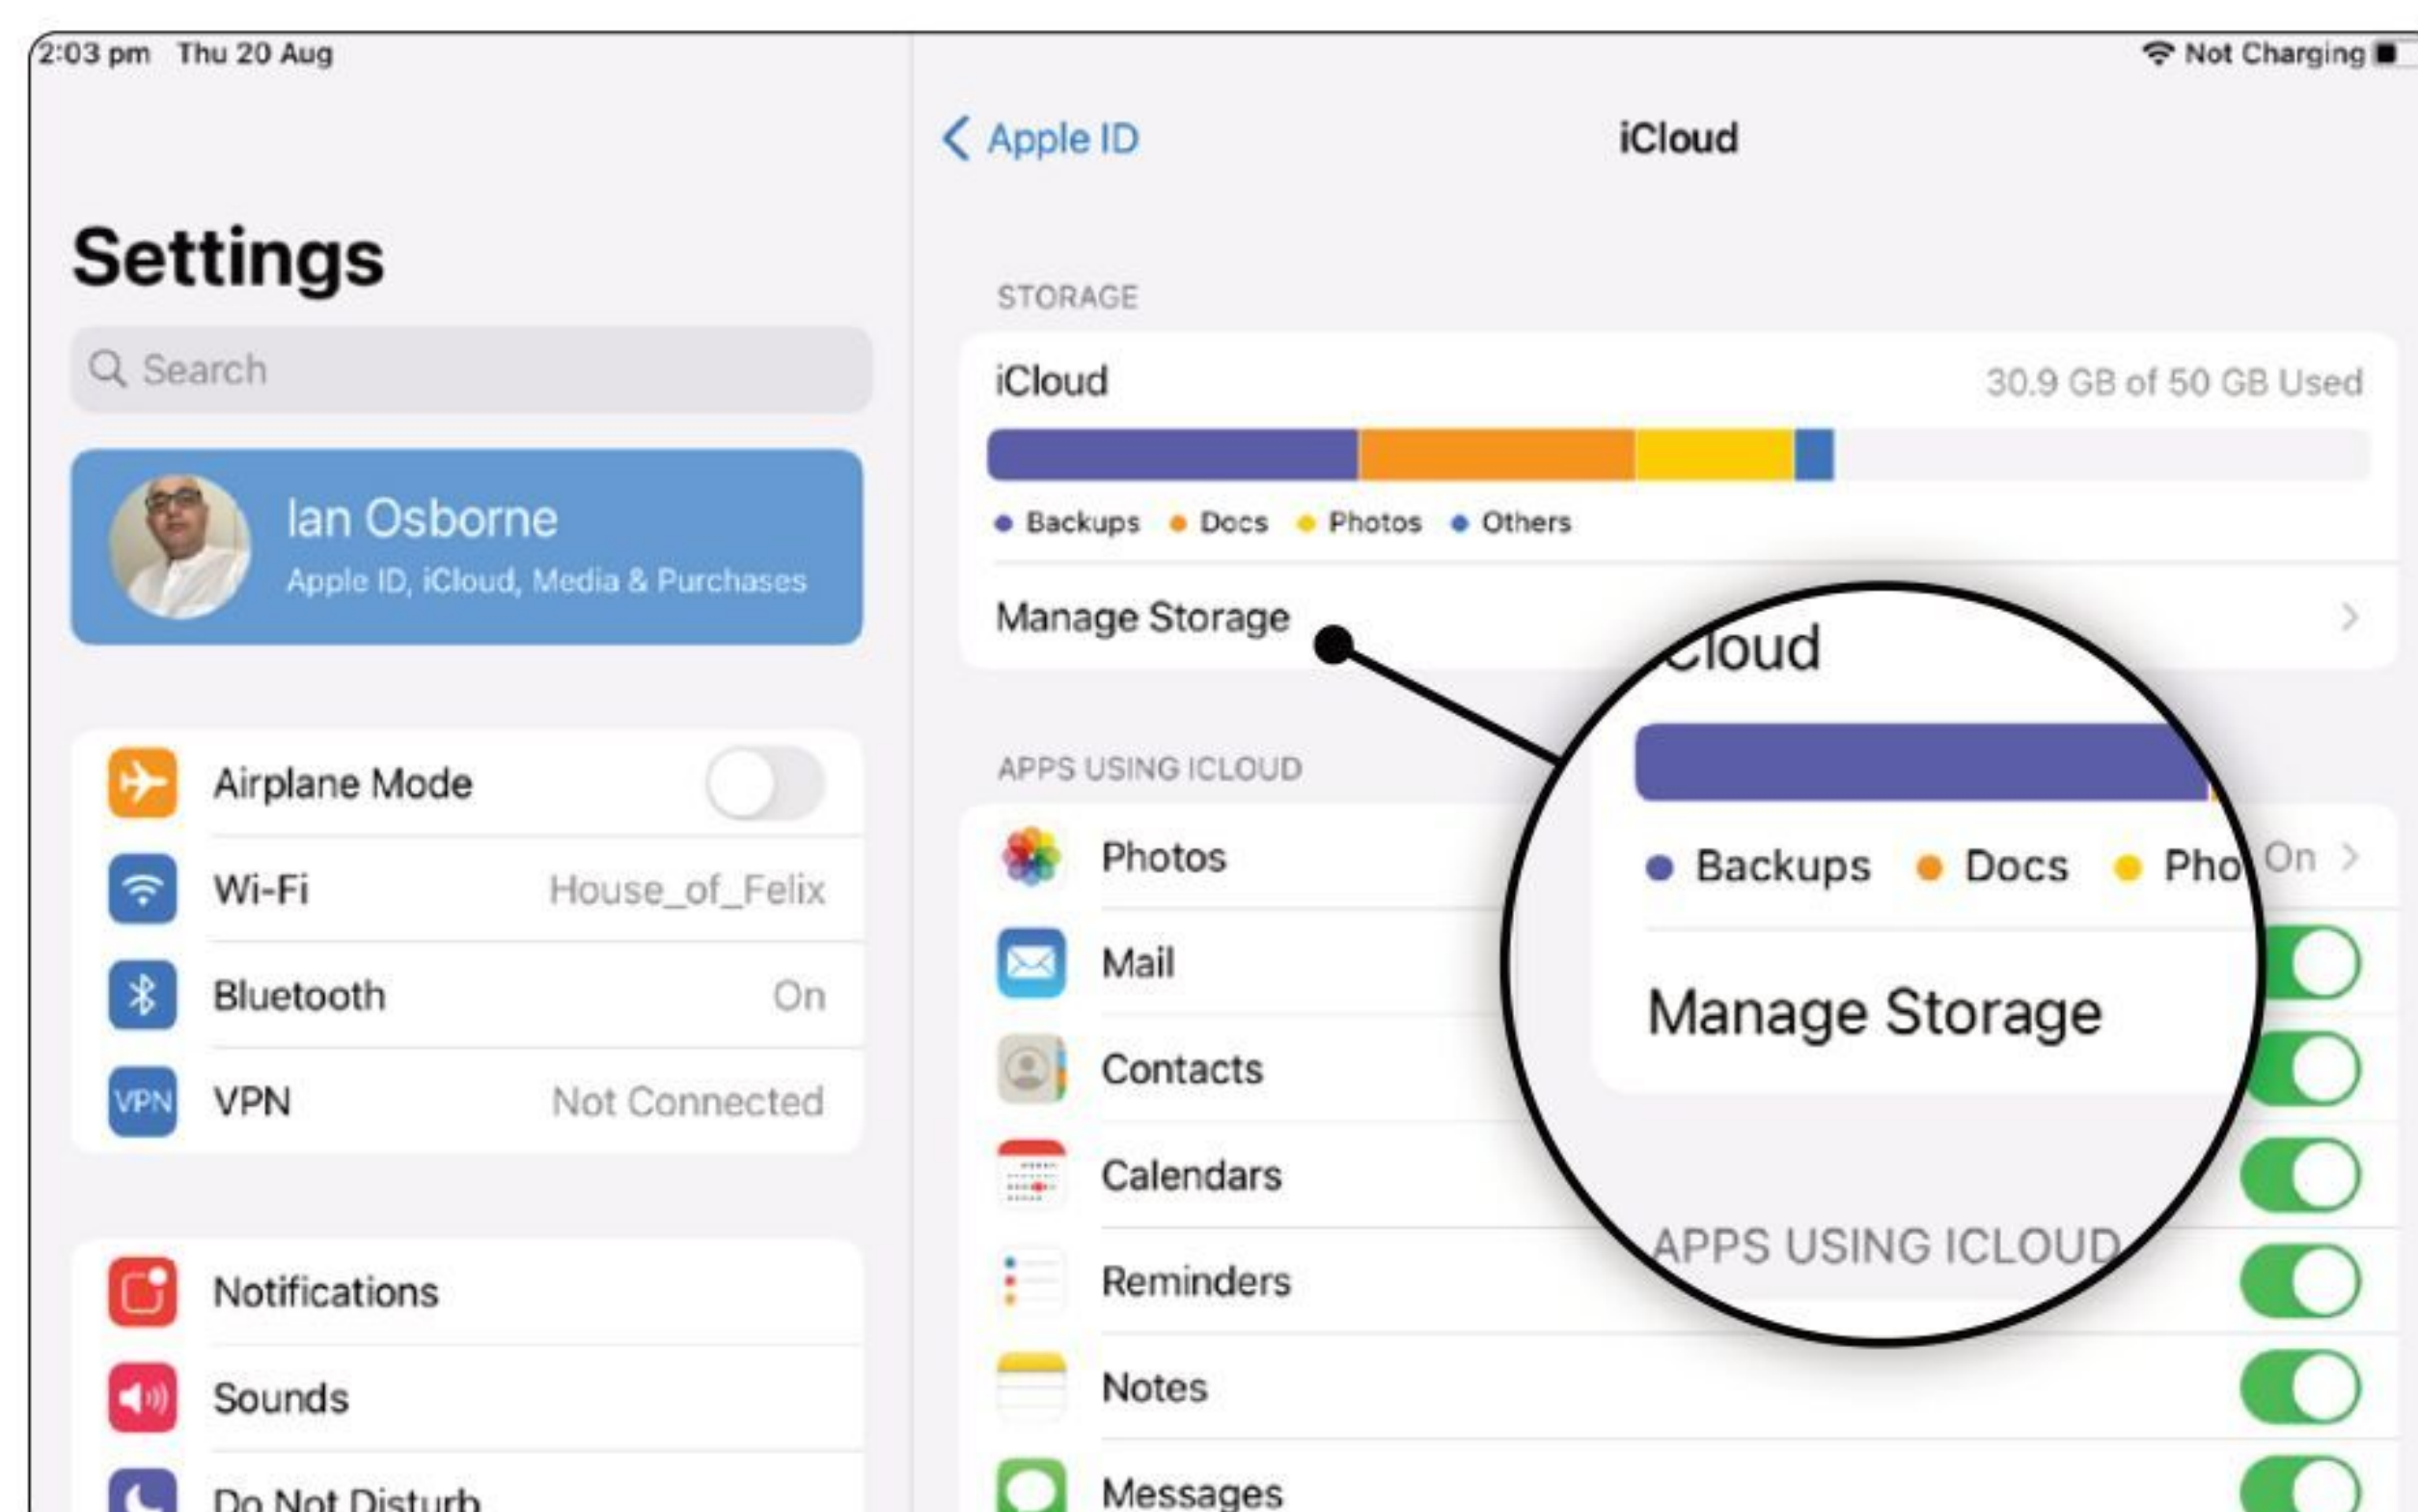 2:03 pm Thu 20 Aug
Not Charging
Settings
Search
Ian Osborne
Apple ID, iCloud, Media & Purchases
Airplane Mode
Wi-Fi House_of_Felix
Bluetooth On
VPN VPN Not Connected
Notifications
Sounds
Do Not Disturb
Apple ID
iCloud
STORAGE
iCloud 30.9 GB of 50 GB Used
Backups Docs Photos Others
Manage Storage
APPS USING ICLOUD
Photos On
Mail
Contacts
Calendars
Reminders
Notes
Messages
Cloud
Backups Docs Pho
Manage Storage
APPS USING ICLOUD